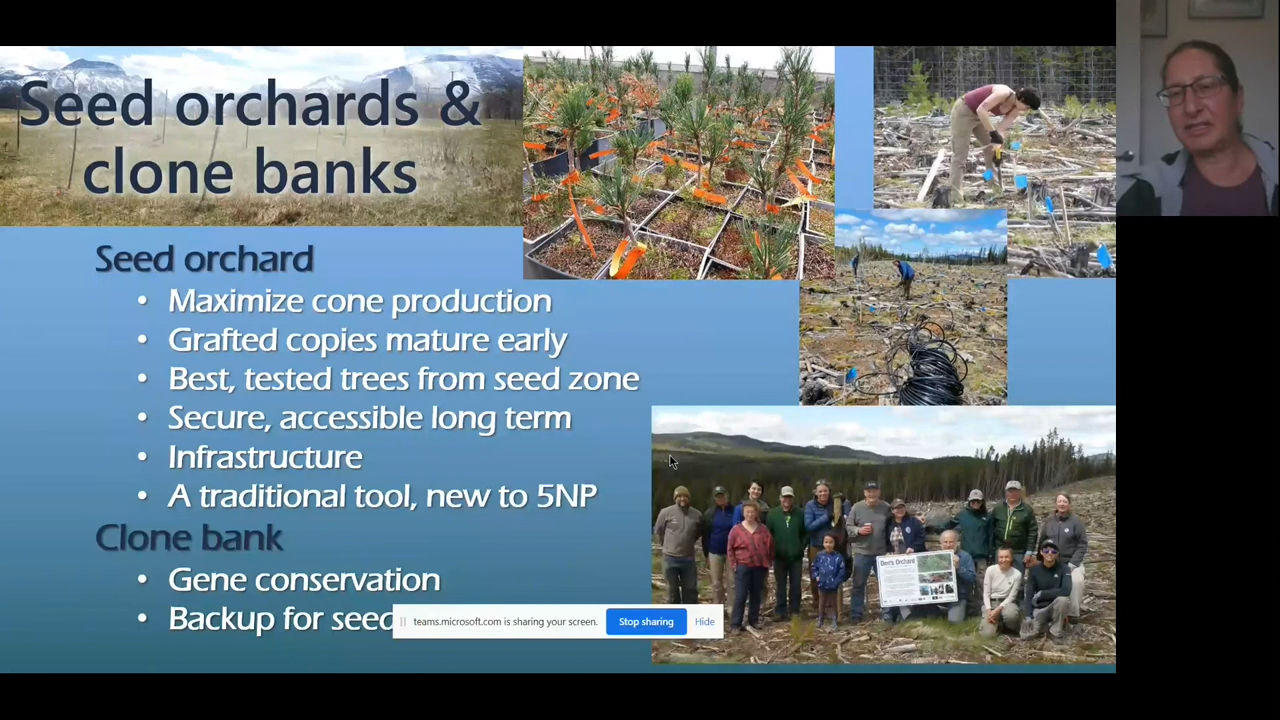 Seed orchards &
clone banks
Seed orchard
• Maximize cone production
• Grafted copies mature early
• Best, tested trees from seed zone
• Secure, accessible long term
• Infrastructure
• A traditional tool, new to 5NP
Clone bank
• Gene conservation
• Backup for seed
teams.microsoft.com is sharing your screen.
Stop sharing
Hide
Don's Orchard